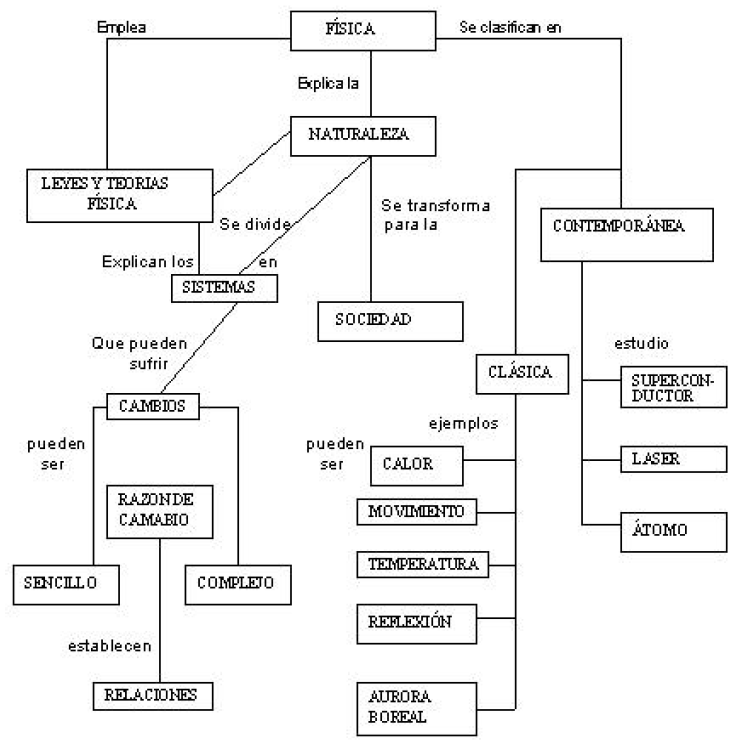 Emplea
FÍSICA
Se clasifican en
Explica la
NATURALEZA
LEYES Y TEORIAS
FÍSICA
Se divide
Se transforma
para la
CONTEMPORÁNEA
Explican los
en
SISTEMAS
SOCIEDAD
Que pueden
sufrir
estudio
CLÁSICA
SUPERCON-
DUCTOR
CAMBIOS
ejemplos
pueden
ser
pueden
ser
CALOR
LASER
RAZON DE
CAMABIO
MOVIMIENTO
ÁTOMO
TEMPERATURA
SENCILLO
COMPLEJO
REFLEXIÓN
establecen
RELACIONES
AURORA
BOREAL